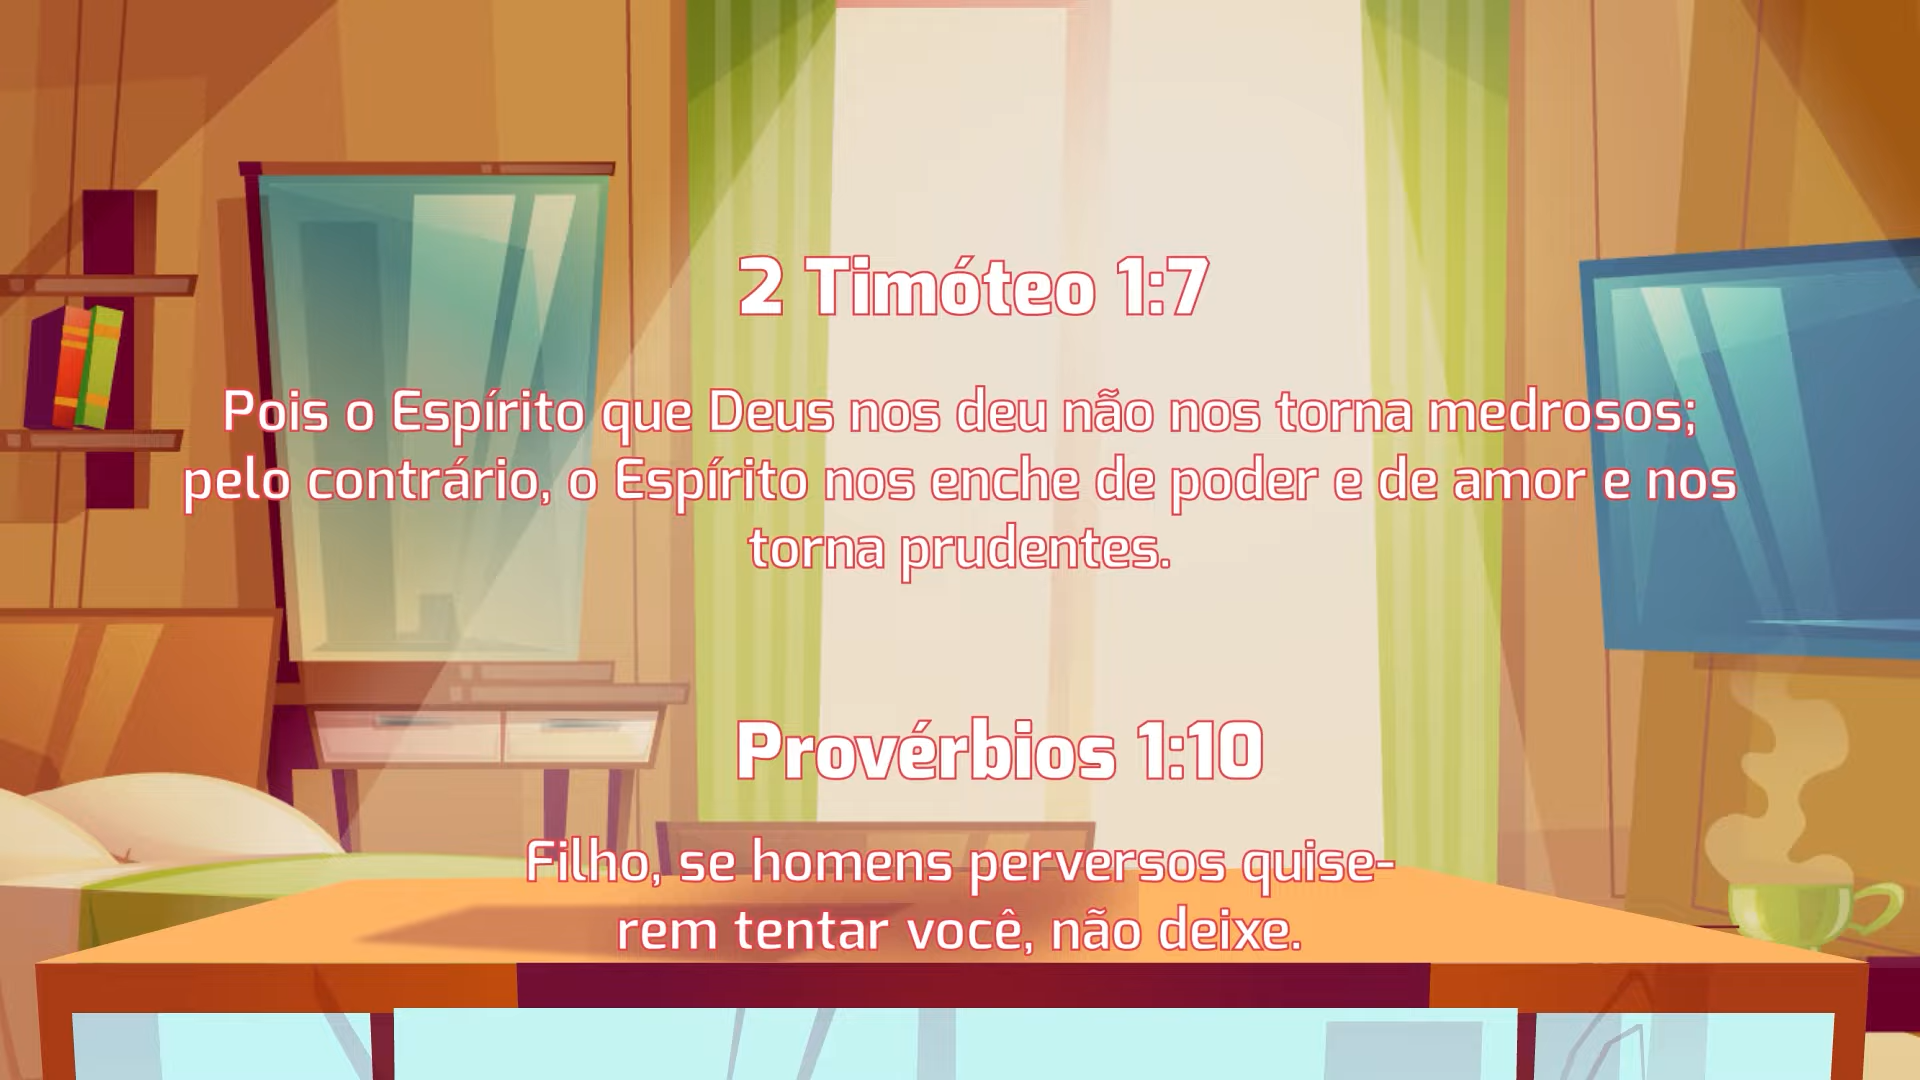 2 Timóteo 1:7
Pois o Espírito que Deus nos deu não nos torna medrosos;
pelo contrário, o Espírito nos enche de poder e de amor e nos
torna prudentes.
Provérbios 1:10
Filho, se homens perversos quise-
rem tentar você, não deixe.